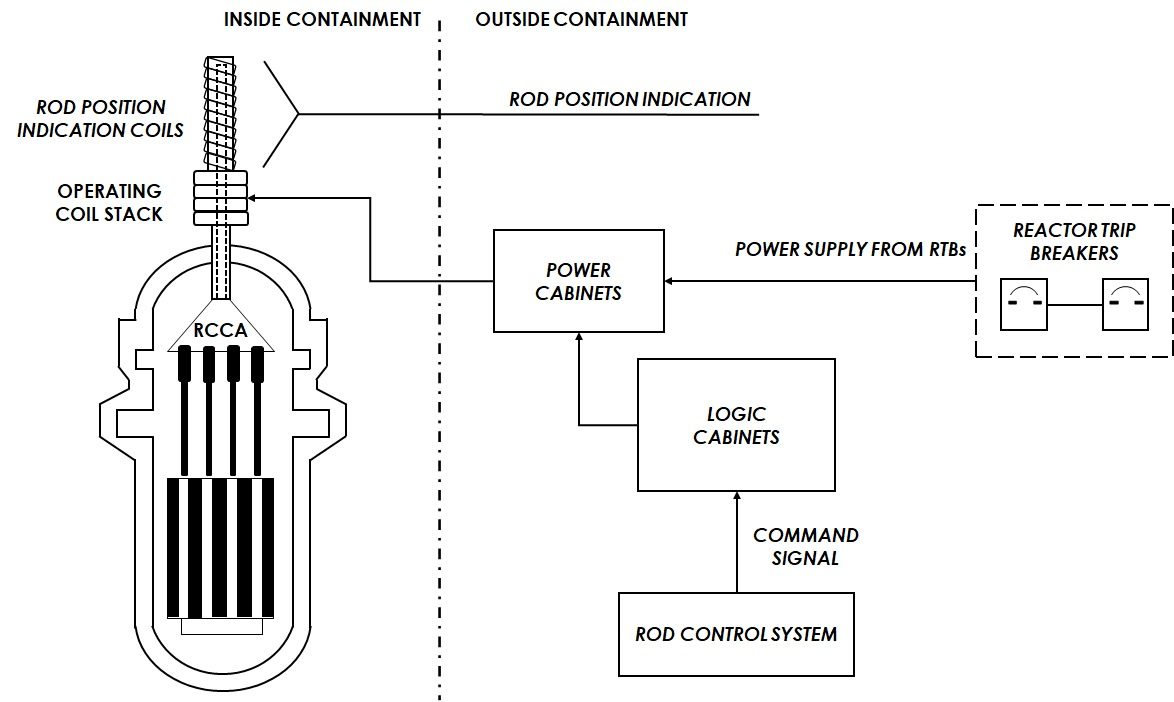 INSIDE CONTAINMENT
OUTSIDE CONTAINMENT
ROD POSITION
INDICATION COILS
ROD POSITION INDICATION
OPERATING
COIL STACK
REACTOR TRIP
BREAKERS
POWER SUPPLY FROM RTBs
POWER
CABINETS
RCCA
LOGIC
CABINETS
COMMAND
SIGNAL
ROD CONTROL SYSTEM